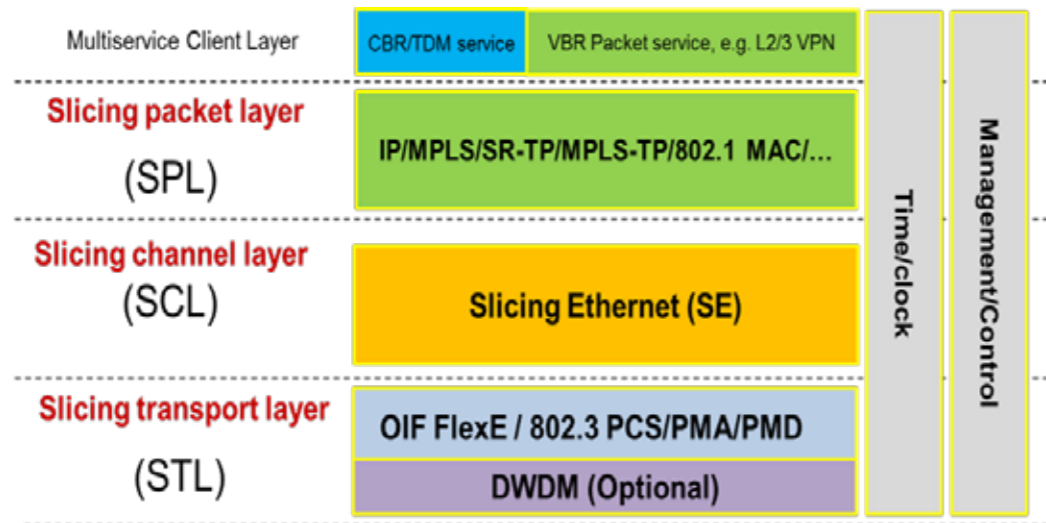 Multiservice Client Layer
CBR/TDM service
VBR Packet service, e.g. L2/3 VPN
Slicing packet layer
(SPL)
IP/MPLS/SR-TP/MPLS-TP/802.1 MAC/...
Slicing channel layer
(SCL)
Slicing Ethernet (SE)
Slicing transport layer
(STL)
OIF FlexE / 802.3 PCS/PMA/PMD
DWDM (Optional)
Time/clock
Management/Control